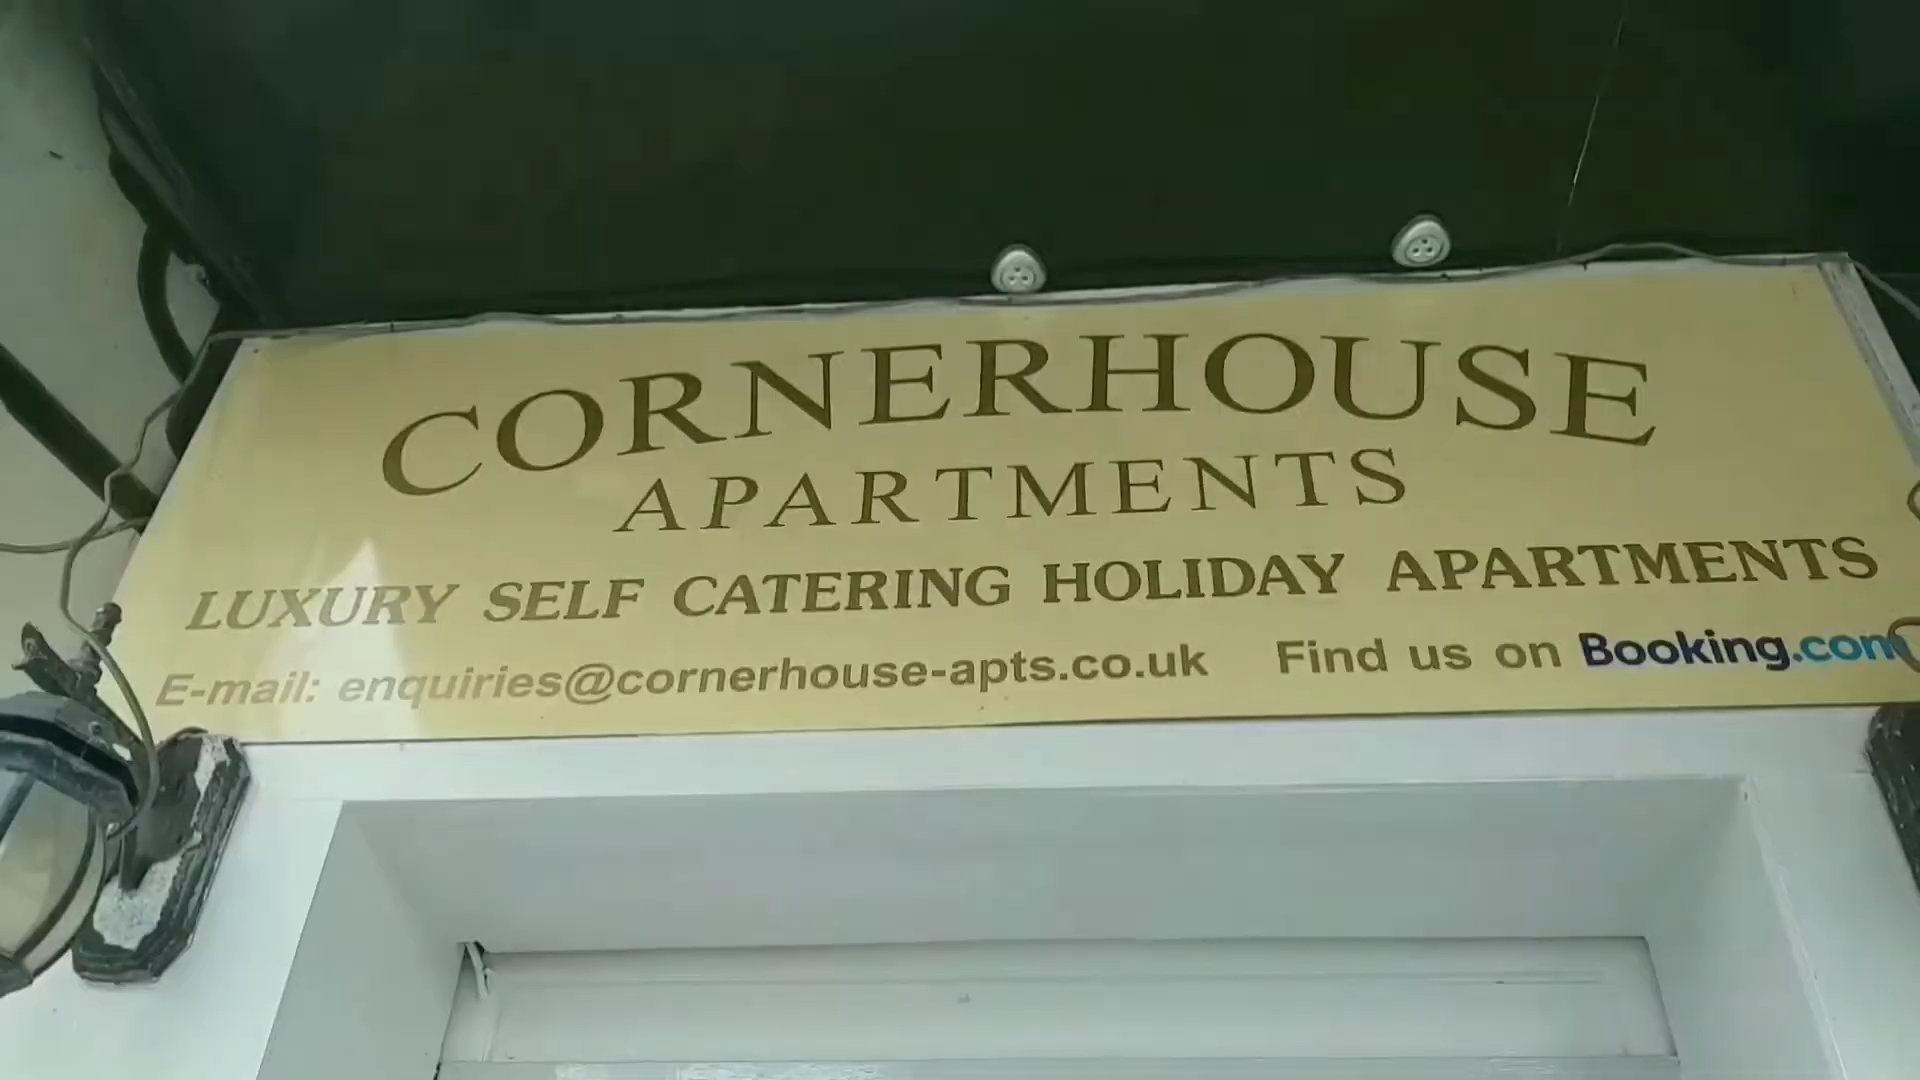 CORNERHOUSE
APARTMENTS
LUXURY SELF CATERING HOLIDAY APARTMENTS
E-mail: enquiries@cornerhouse-apts.co.uk Find us on Booking.com